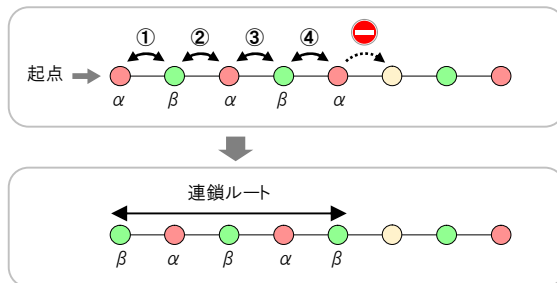 ① ② ③ ④
起点
α β α β α
連鎖ルート
β α β α β